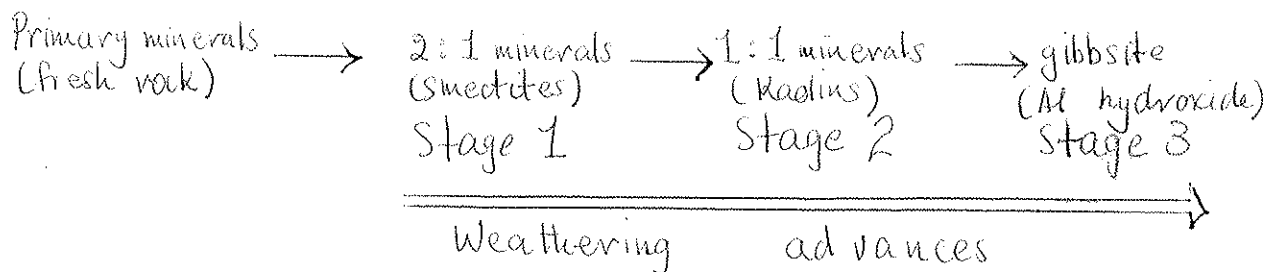 Primary minerals → 2:1 minerals → 1:1 minerals → gibbsite
(fresh rock) (Smectites) (Kaolins) (Al hydroxide)
Stage 1 Stage 2 Stage 3
Weathering advances